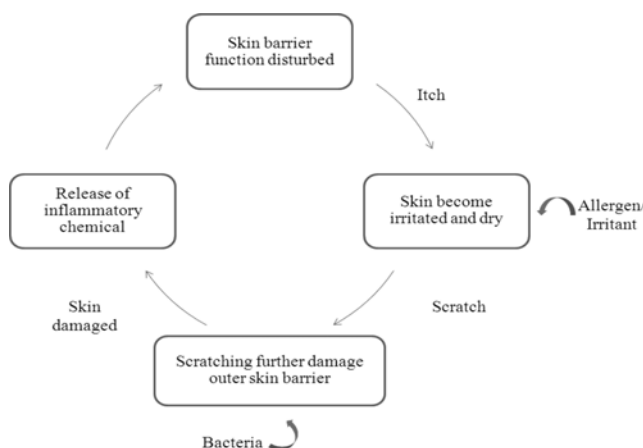 Skin barrier
function disturbed
Itch
Release of
inflammatory
chemical
Skin become
irritated and dry
Allergen/
Irritant
Skin
damaged
Scratch
Scratching further damage
outer skin barrier
Bacteria